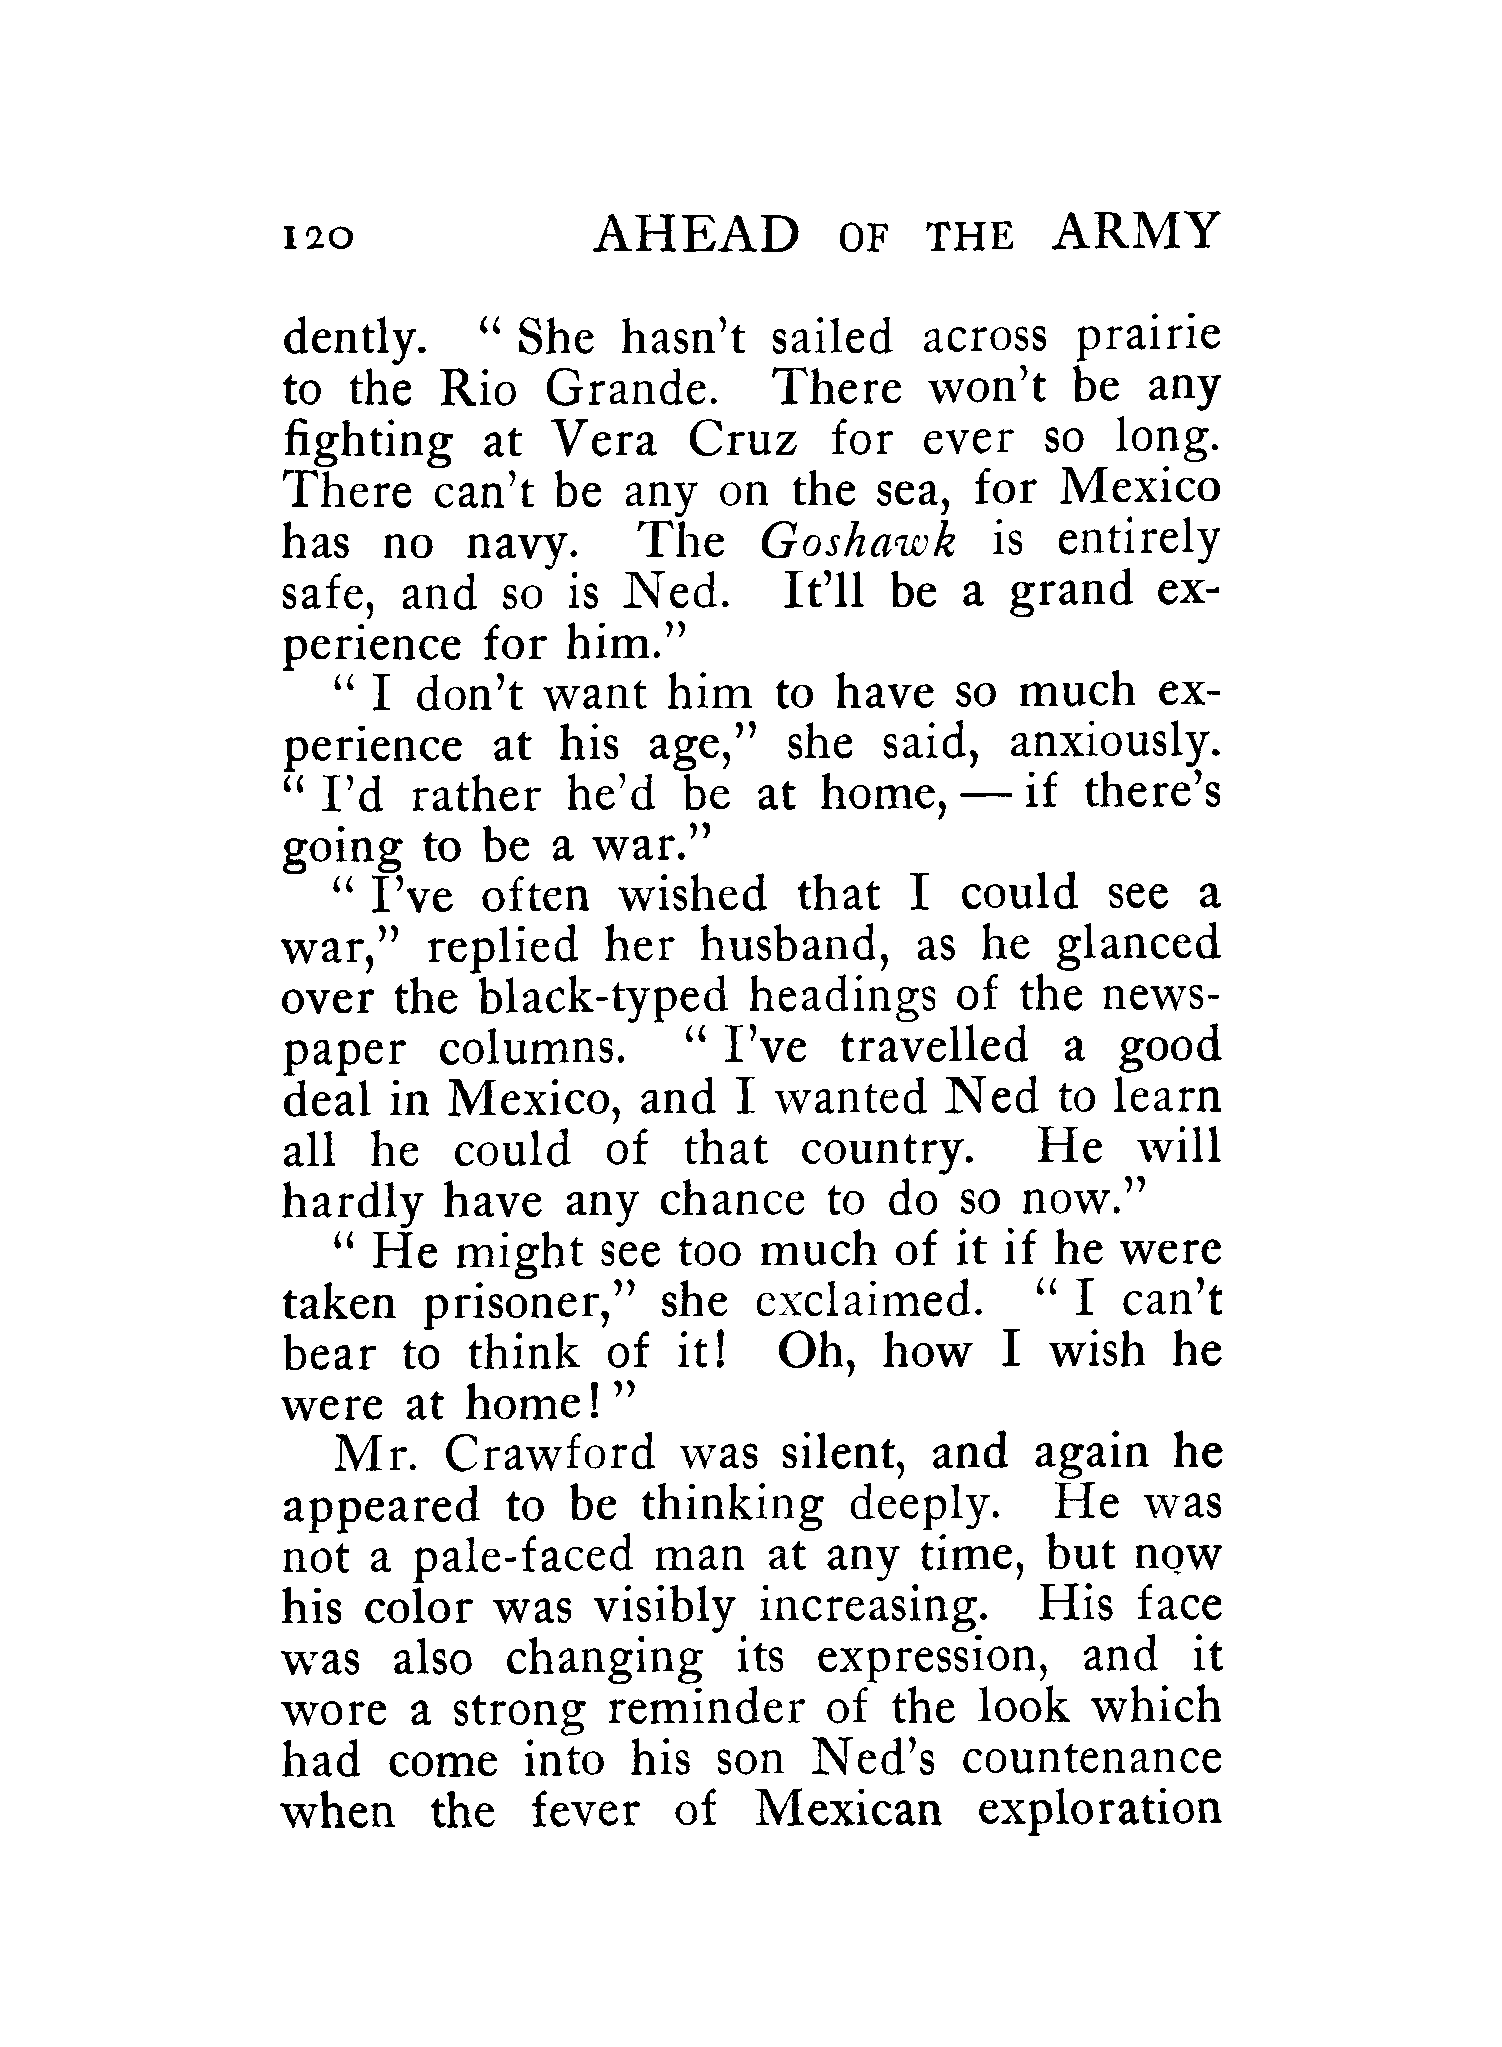 120 AHEAD OF THE ARMY
dently. “ She hasn’t sailed across prairie
to the Rio Grande. There won’t be any
fighting at Vera Cruz for ever so long.
There can’t be any on the sea, for Mexico
has no navy. The Goshawk is entirely
safe, and so is Ned. It’ll be a grand ex-
perience for him.”
“ I don’t want him to have so much ex-
perience at his age,” she said, anxiously.
“ I’d rather he’d be at home, — if there’s
going to be a war.”
“ I’ve often wished that I could see a
war,” replied her husband, as he glanced
over the black-typed headings of the news-
paper columns. “ I’ve travelled a good
deal in Mexico, and I wanted Ned to learn
all he could of that country. He will
hardly have any chance to do so now.”
“ He might see too much of it if he were
taken prisoner,” she exclaimed. “ I can’t
bear to think of it! Oh, how I wish he
were at home! ”
Mr. Crawford was silent, and again he
appeared to be thinking deeply. He was
not a pale-faced man at any time, but now
his color was visibly increasing. His face
was also changing its expression, and it
wore a strong reminder of the look which
had come into his son Ned’s countenance
when the fever of Mexican exploration